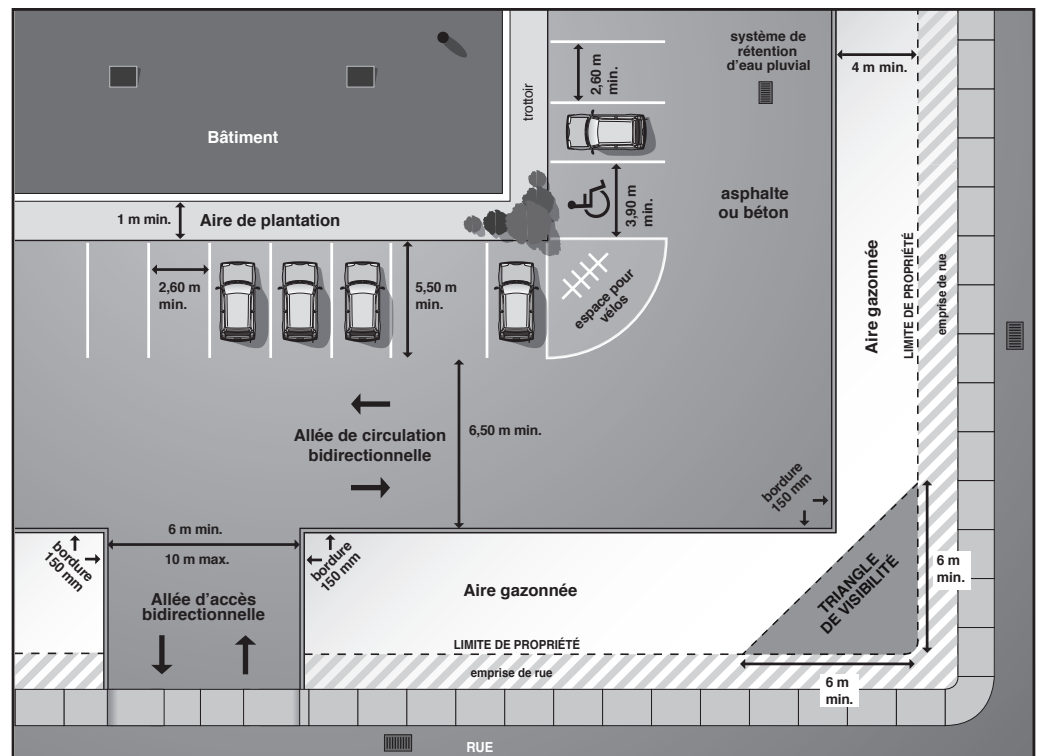 système de
rétention
d'eau pluvial
4 m min.
2,60 m
min.
trottoir
Bâtiment
asphalte
ou béton
3,90 m
min.
1 m min.
Aire de plantation
2,60 m
min.
5,50 m
min.
espace pour
vélos
Aire gazonnée
LIMITE DE PROPRIÉTÉ
emprise de rue
Allée de circulation
bidirectionnelle
6,50 m min.
bordure
150 mm
6 m min.
10 m max.
bordure
150 mm
bordure
150 mm
Allée d'accès
bidirectionnelle
Aire gazonnée
TRIANGLE
DE VISIBILITÉ
6 m
min.
LIMITE DE PROPRIÉTÉ
emprise de rue
6 m
min.
RUE